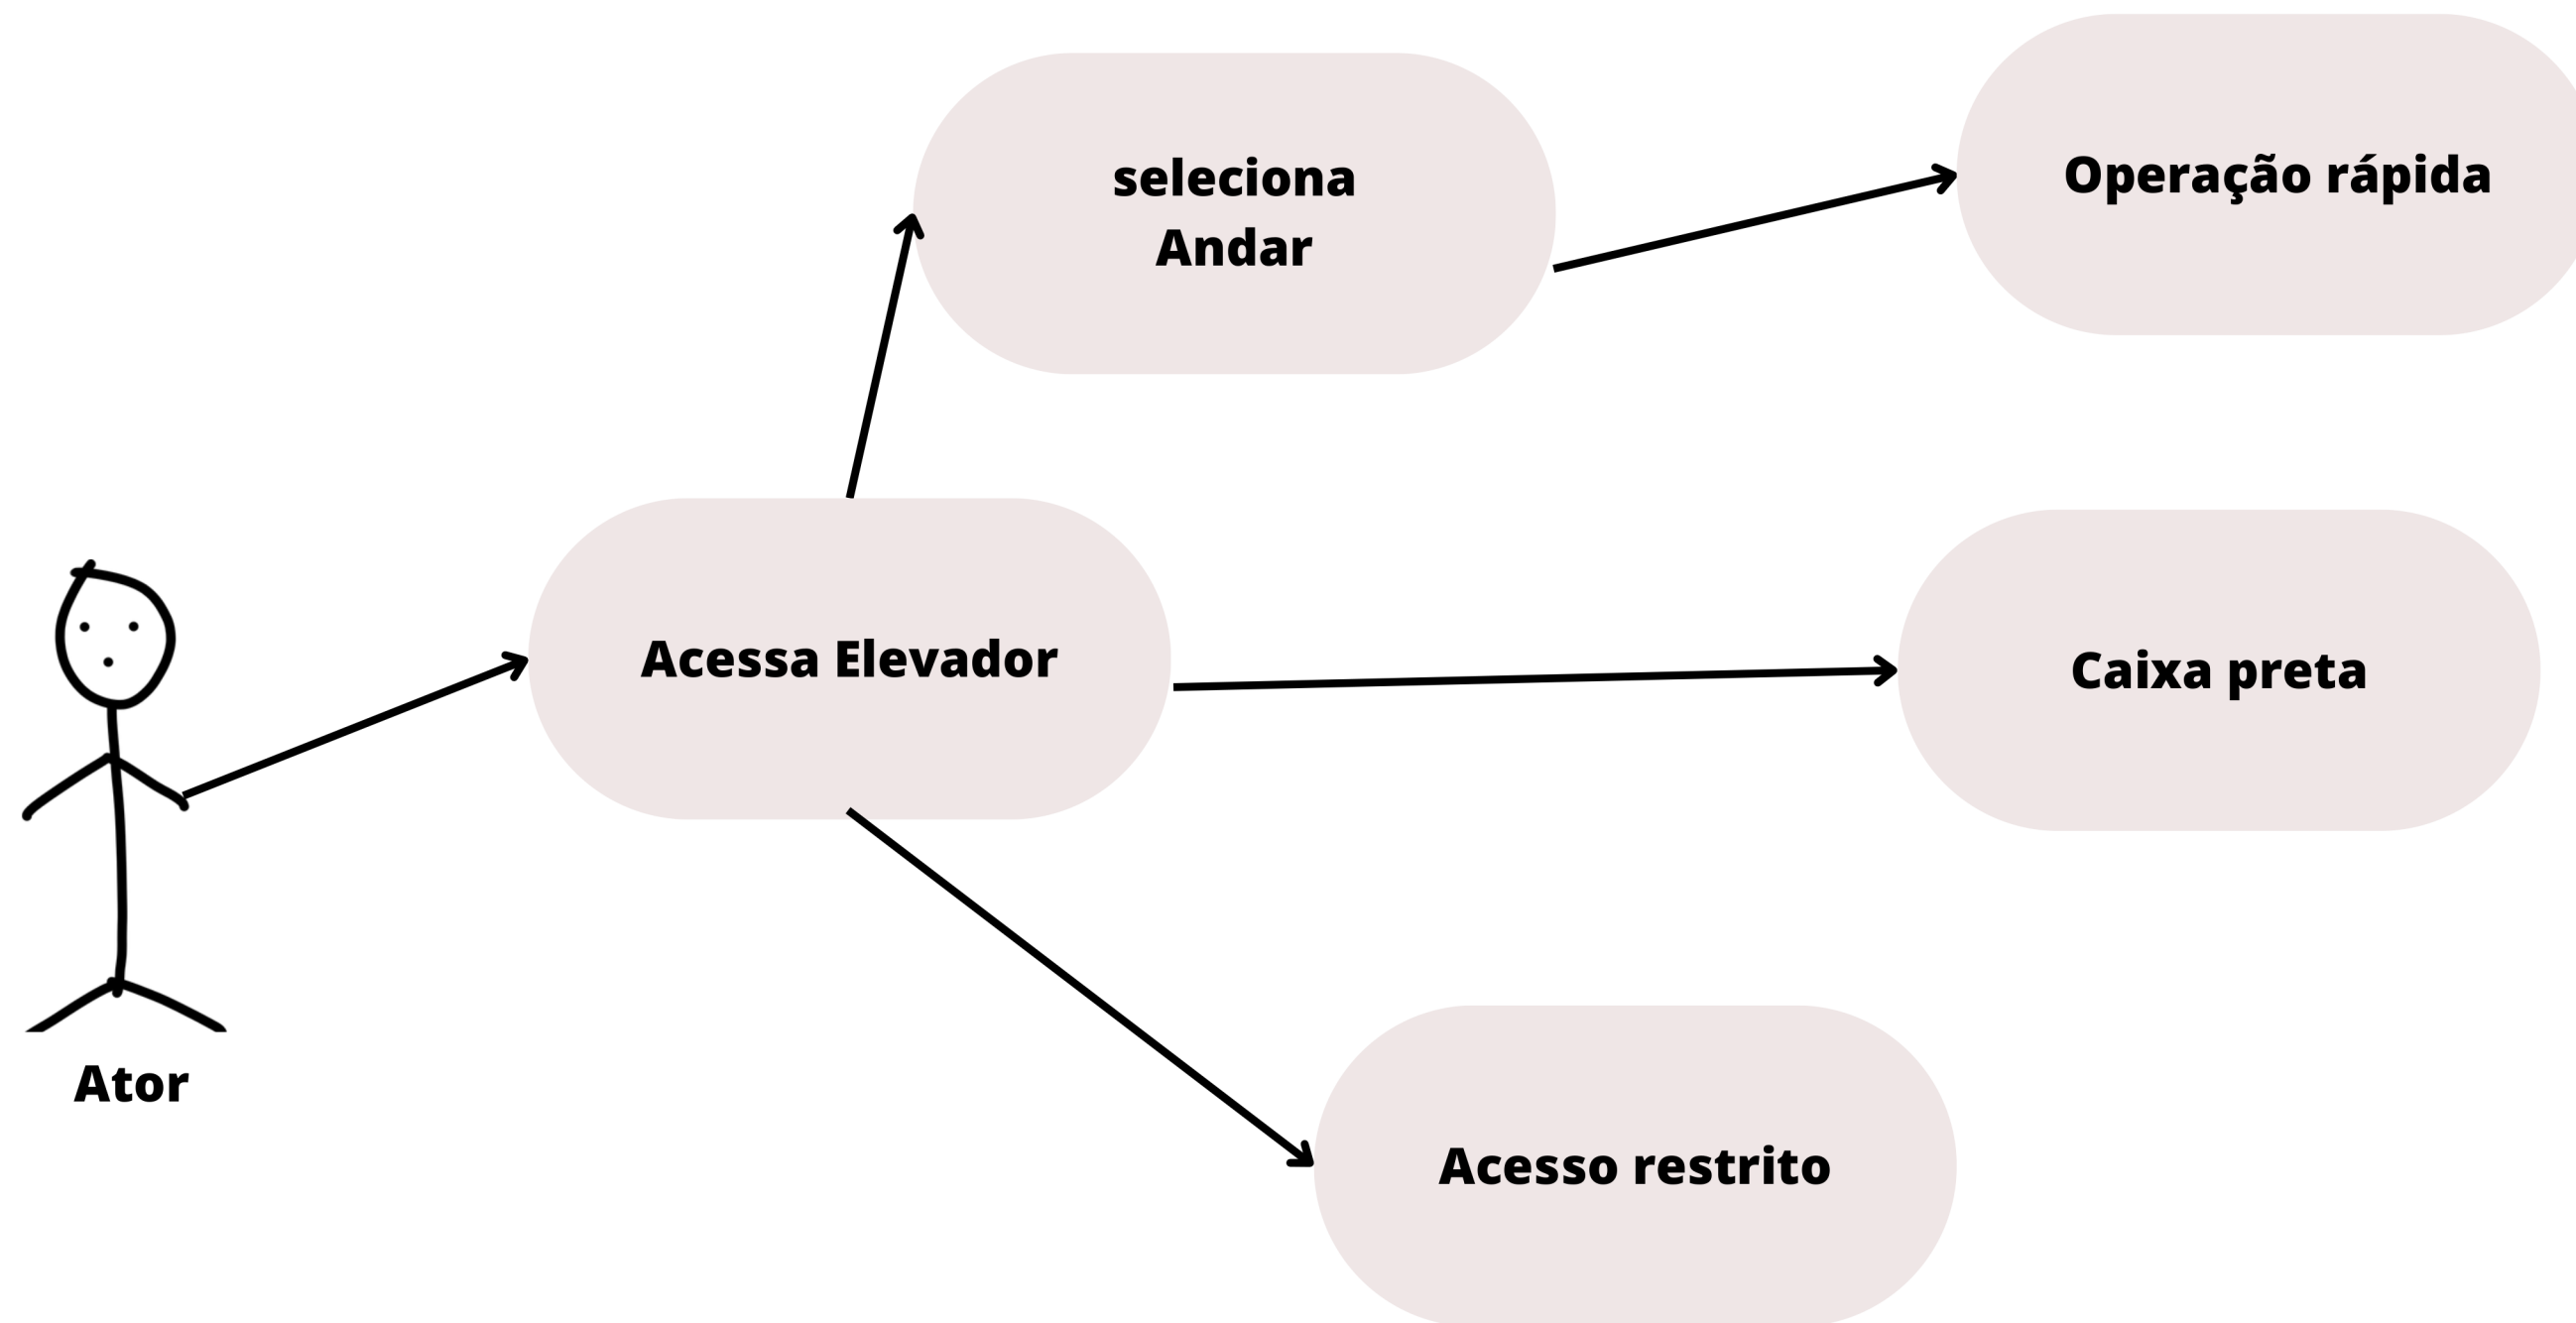 seleciona
Andar
Operação rápida
Acessa Elevador
Caixa preta
Ator
Acesso restrito